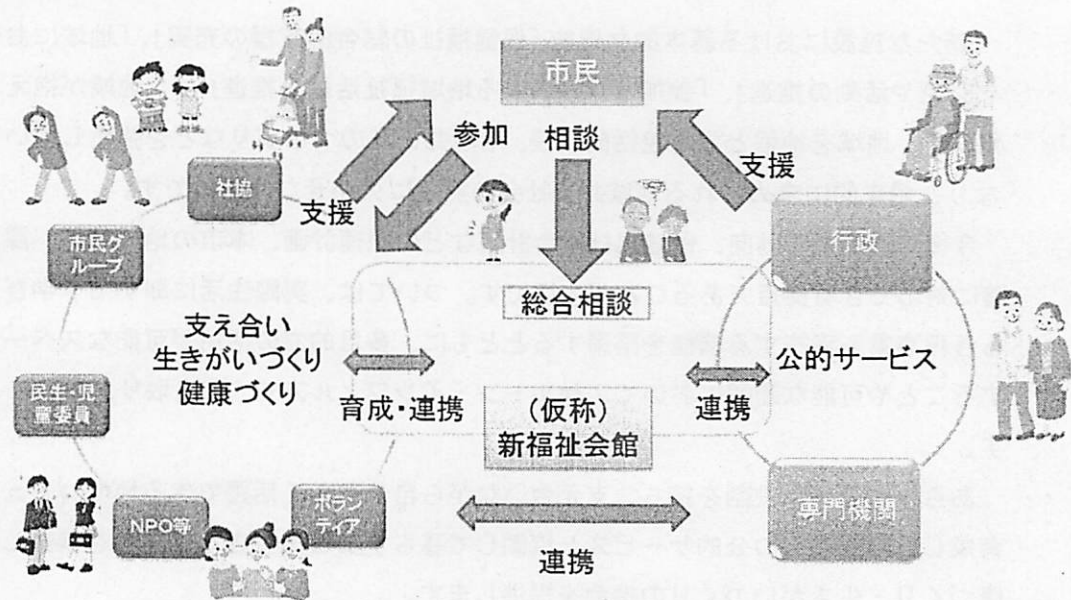 市民
参加
相談
支援
支援
社協
市民グ
ループ
行政
総合相談
支え合い
生きがいづくり
健康づくり
公的サービス
民生・児
童委員
育成・連携
連携
(仮称)
新福祉会館
NPO等
ボラン
ティア
専門機関
連携